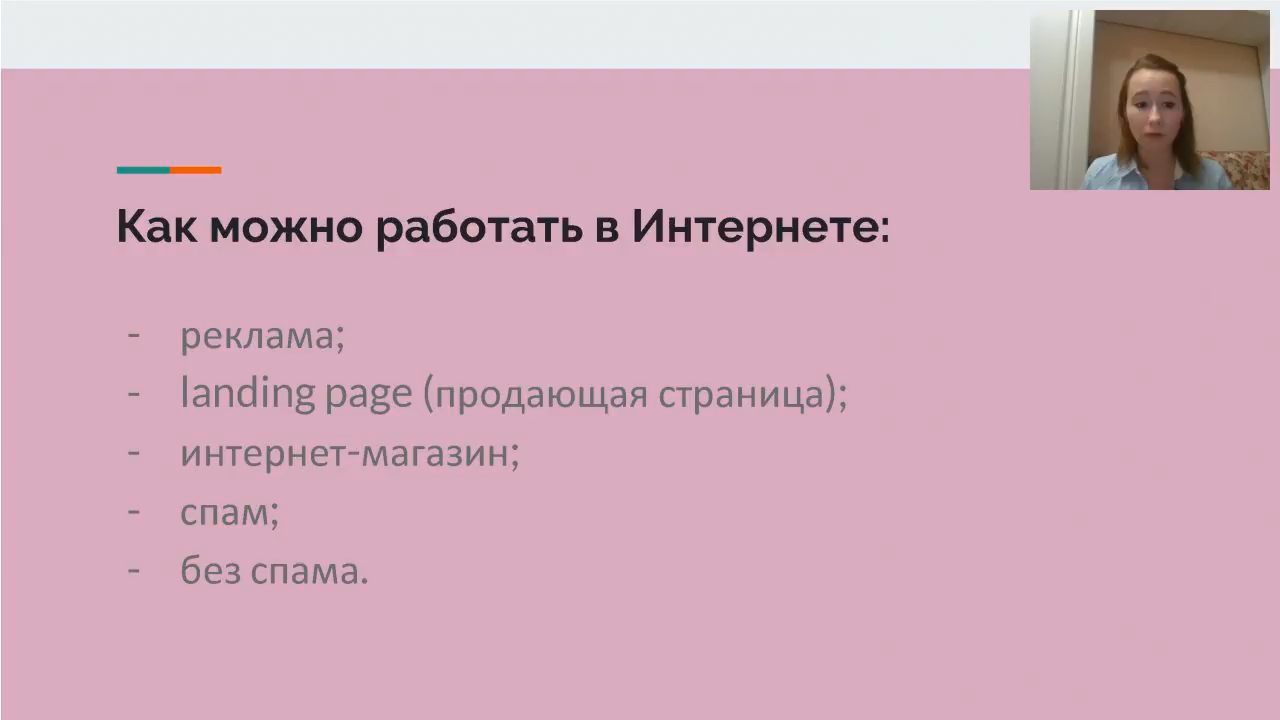 Как можно работать в Интернете:
- реклама;
- landing page (продающая страница);
- интернет-магазин;
- спам;
- без спама.